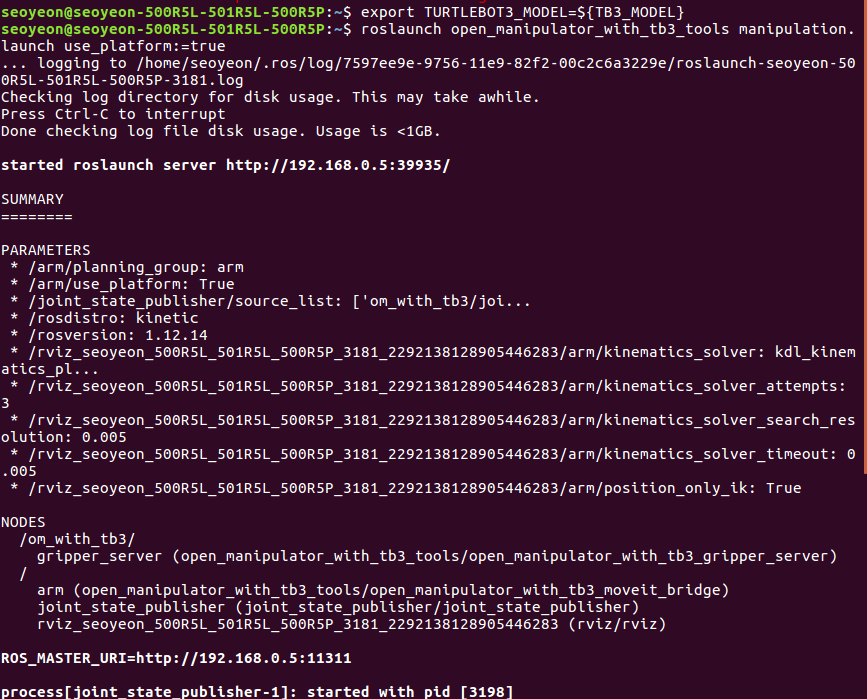 seoyeon@seoyeon-500R5L-501R5L-500R5P:~$ export TURTLEBOT3_MODEL=${TB3_MODEL}
seoyeon@seoyeon-500R5L-501R5L-500R5P:~$ roslaunch open_manipulator_with_tb3_tools manipulation.
launch use_platform:=true
... logging to /home/seoyeon/.ros/log/7597ee9e-9756-11e9-82f2-00c2c6a3229e/roslaunch-seoyeon-50
0R5L-501R5L-500R5P-3181.log
Checking log directory for disk usage. This may take awhile.
Press Ctrl-C to interrupt
Done checking log file disk usage. Usage is <1GB.
started roslaunch server http://192.168.0.5:39935/
SUMMARY
========
PARAMETERS
 * /arm/planning_group: arm
 * /arm/use_platform: True
 * /joint_state_publisher/source_list: ['om_with_tb3/joi...
 * /rosdistro: kinetic
 * /rosversion: 1.12.14
 * /rviz_seoyeon_500R5L_501R5L_500R5P_3181_2292138128905446283/arm/kinematics_solver: kdl_kinem
atics_pl...
 * /rviz_seoyeon_500R5L_501R5L_500R5P_3181_2292138128905446283/arm/kinematics_solver_attempts:
3
 * /rviz_seoyeon_500R5L_501R5L_500R5P_3181_2292138128905446283/arm/kinematics_solver_search_res
olution: 0.005
 * /rviz_seoyeon_500R5L_501R5L_500R5P_3181_2292138128905446283/arm/kinematics_solver_timeout: 0
.005
 * /rviz_seoyeon_500R5L_501R5L_500R5P_3181_2292138128905446283/arm/position_only_ik: True
NODES
  /om_with_tb3/
    gripper_server (open_manipulator_with_tb3_tools/open_manipulator_with_tb3_gripper_server)
  /
    arm (open_manipulator_with_tb3_tools/open_manipulator_with_tb3_moveit_bridge)
    joint_state_publisher (joint_state_publisher/joint_state_publisher)
    rviz_seoyeon_500R5L_501R5L_500R5P_3181_2292138128905446283 (rviz/rviz)
ROS_MASTER_URI=http://192.168.0.5:11311
process[joint_state_publisher-1]: started with pid [3198]